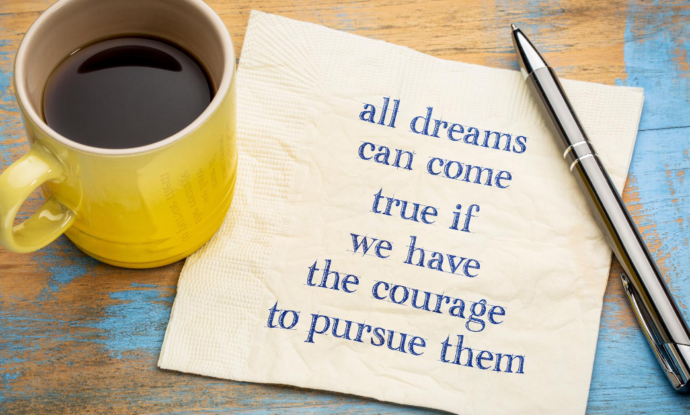 all dreams
can come
true if
we have
the courage
to pursue them